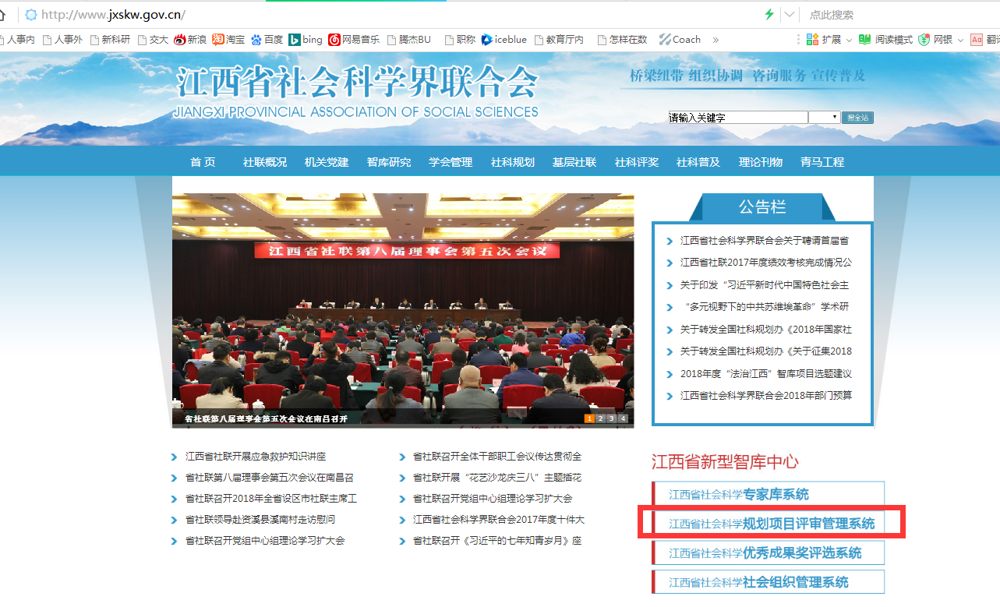 http://www.jxskw.gov.cn/
点此搜索
人事内 人事外 新科研 交大 新浪 淘宝 百度 bing 网易音乐 腾杰BU 职称 iceblue 教育厅内 怎样在数 Coach » 扩展 阅读模式 网银 Aa
江西省社会科学界联合会
JIANGXI PROVINCIAL ASSOCIATION OF SOCIAL SCIENCES
桥梁纽带 组织协调 咨询服务 宣传普及
请输入关键字
搜全站
首 页 社联概况 机关党建 智库研究 学会管理 社科规划 基层社联 社科评奖 社科普及 理论刊物 青马工程
江西省社联第八届理事会第五次会议
省社联第八届理事会第五次会议在南昌召开
1 2 3 4
公告栏
江西省社会科学界联合会关于聘请首届省
江西省社联2017年度绩效考核完成情况公
关于印发“习近平新时代中国特色社会主
“多元视野下的中共苏维埃革命”学术研
关于转发全国社科规划办《2018年国家社
关于转发全国社科规划办《关于征集2018
2018年度“法治江西”智库项目选题建议
江西省社会科学界联合会2018年部门预算
江西省社联开展应急救护知识讲座
省社联第八届理事会第五次会议在南昌召
省社联召开2018年全省设区市社联主席工
省社联领导赴资溪县溪南村走访慰问
省社联召开党组中心组理论学习扩大会
省社联召开全体干部职工会议传达贯彻全
省社联开展“花艺沙龙庆三八”主题插花
省社联召开党组中心组理论学习扩大会
江西省社会科学界联合会2017年度十件大
省社联召开《习近平的七年知青岁月》座
江西省新型智库中心
江西省社会科学专家库系统
江西省社会科学规划项目评审管理系统
江西省社会科学优秀成果奖评选系统
江西省社会科学社会组织管理系统